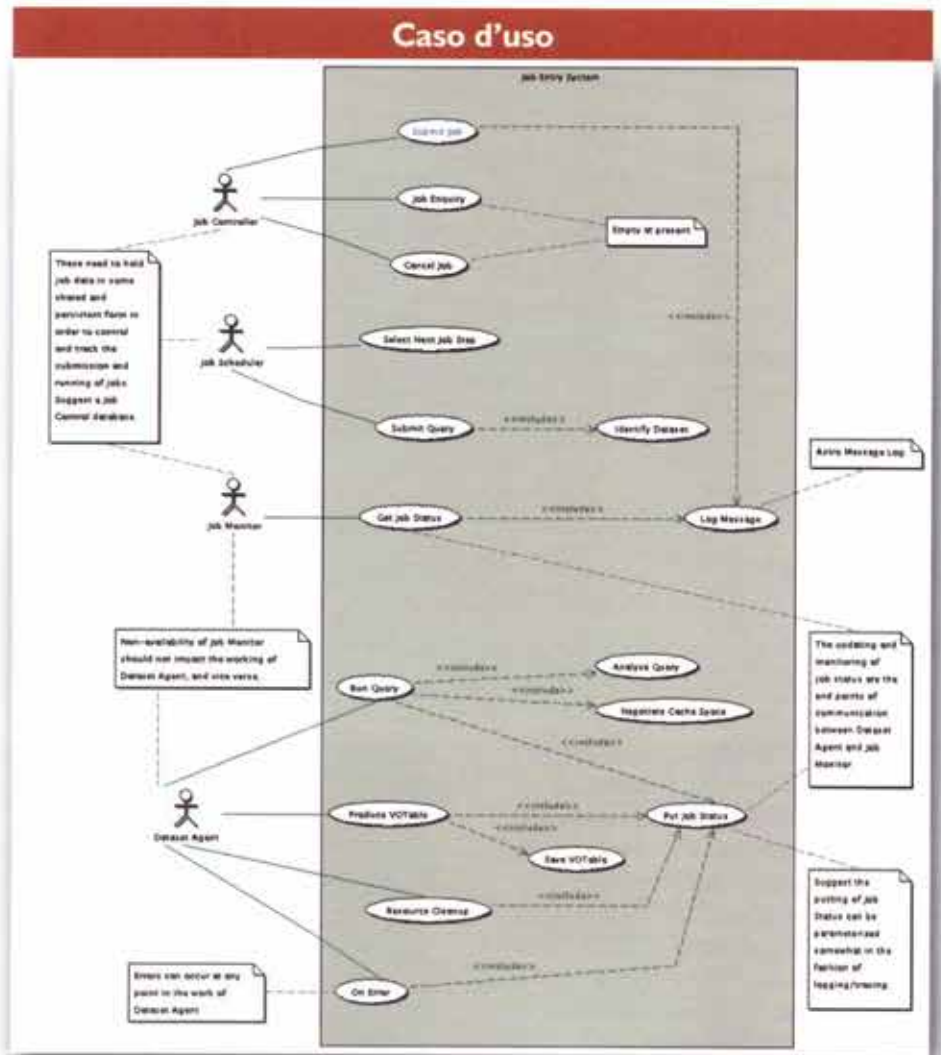 Caso d'uso
Job Entry System
Submit Job
Job Controller
Job Enquiry
Empty at present
Cancel Job
There need to hold
job data in some
shared and
persistent form in
order to control
and track the
submission and
running of jobs
Suggest a Job
Control database.
<<include>>
Job Scheduler
Select Next Job Step
Submit Query
<<include>>
Identify Dataset
Astro Message Log
Job Monitor
Get Job Status
<<include>>
Log Message
Non-availability of Job Monitor
should not impact the working of
Dataset Agent, and vice versa.
Run Query
<<include>>
Analyse Query
<<include>>
Negotiate Cache Space
<<include>>
The updating and
monitoring of
job status are the
end points of
communication
between Dataset
Agent and Job
Monitor
Dataset Agent
Produce VOTable
<<include>>
Put Job Status
<<include>>
Save VOTable
Resource Cleanup
<<include>>
Suggest the
putting of Job
Status can be
parameterized
somewhat in the
fashion of
logging/tracing.
Errors can occur at any
point in the work of
Dataset Agent
On Error
<<include>>